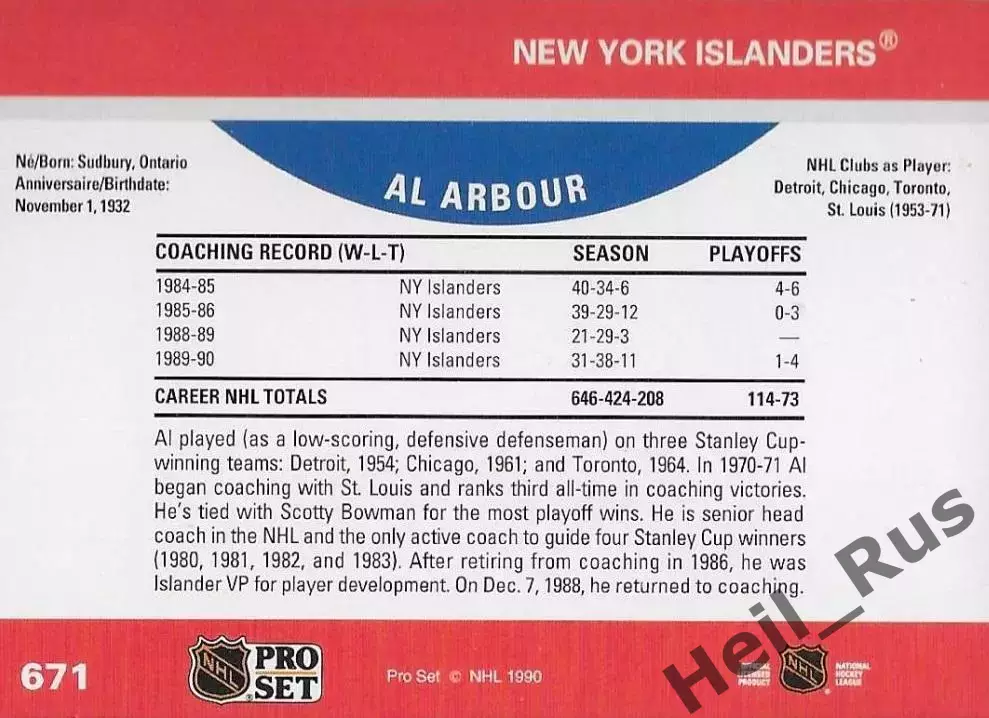 NEW YORK ISLANDERS®
Né/Born: Sudbury, Ontario
Anniversaire/Birthdate:
November 1, 1932
AL ARBOUR
NHL Clubs as Player:
Detroit, Chicago, Toronto,
St. Louis (1953-71)
COACHING RECORD (W-L-T) SEASON PLAYOFFS
1984-85 NY Islanders 40-34-6 4-6
1985-86 NY Islanders 39-29-12 0-3
1988-89 NY Islanders 21-29-3 —
1989-90 NY Islanders 31-38-11 1-4
CAREER NHL TOTALS 646-424-208 114-73
Al played (as a low-scoring, defensive defenseman) on three Stanley Cup-
winning teams: Detroit, 1954; Chicago, 1961; and Toronto, 1964. In 1970-71 Al
began coaching with St. Louis and ranks third all-time in coaching victories.
He's tied with Scotty Bowman for the most playoff wins. He is senior head
coach in the NHL and the only active coach to guide four Stanley Cup winners
(1980, 1981, 1982, and 1983). After retiring from coaching in 1986, he was
Islander VP for player development. On Dec. 7, 1988, he returned to coaching.
671
NHL
PRO
SET
Pro Set © NHL 1990
OFFICIAL
LICENSED
PRODUCT
NHL
NATIONAL
HOCKEY
LEAGUE
Heil_Rus